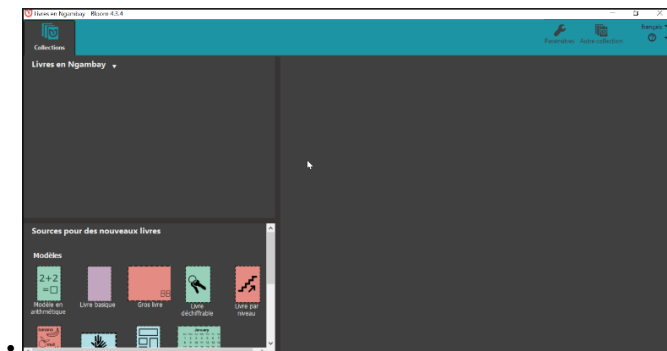 Livres en Ngambay - Bloom 4.3.4
Collections
Paramètres
Autre collection
français
Livres en Ngambay
Sources pour des nouveaux livres
Modèles
2+2
=□
BB
Modèle en
arithmétique
Livre basique
Gros livre
Livre
déchiffrable
Livre par
niveau
January